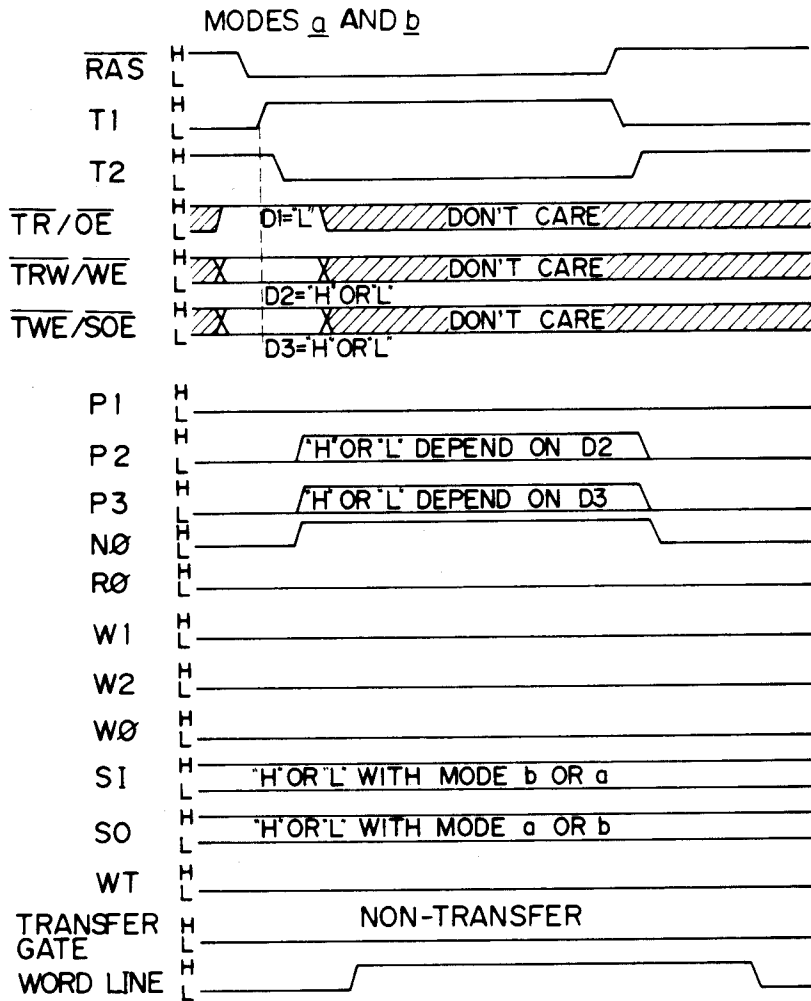 MODES a AND b
RAS H L
T1 H L
T2 H L
TR/OE H L D1="L" DON'T CARE
TRW/WE H L DON'T CARE
D2="H" OR "L"
TWE/SOE H L DON'T CARE
D3="H" OR "L"
P1 H L
P2 H L "H" OR "L" DEPEND ON D2
P3 H L "H" OR "L" DEPEND ON D3
NØ H L
RØ H L
W1 H L
W2 H L
WØ H L
SI H L "H" OR "L" WITH MODE b OR a
SO H L "H" OR "L" WITH MODE a OR b
WT H L
TRANSFER GATE H L NON-TRANSFER
WORD LINE H L